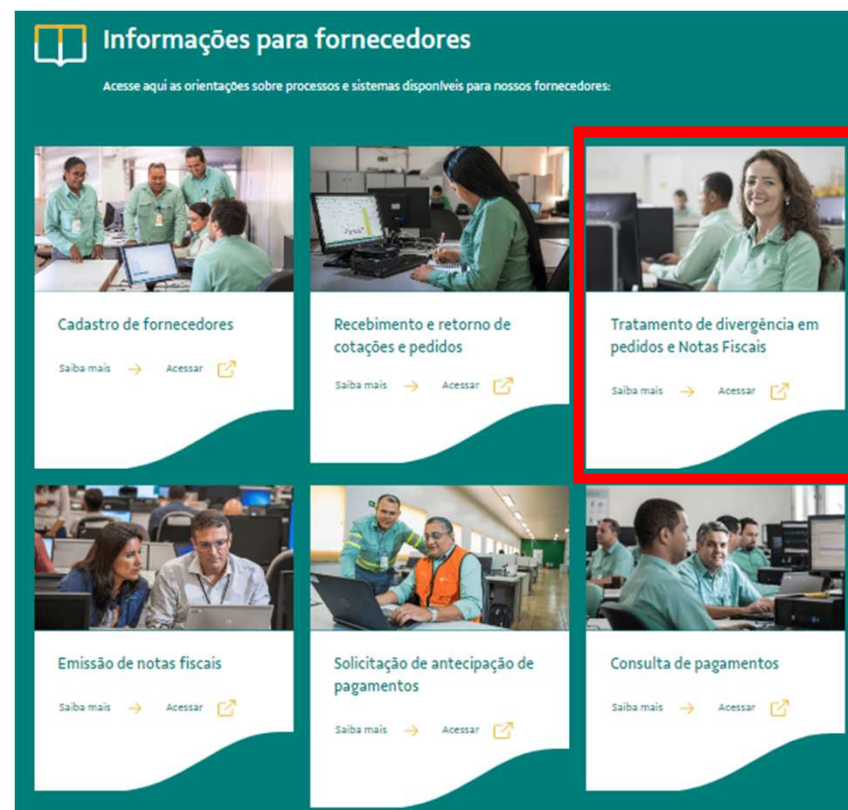 Informações para fornecedores
Acesse aqui as orientações sobre processos e sistemas disponíveis para nossos fornecedores:
Cadastro de fornecedores
Saiba mais → Acessar
Recebimento e retorno de
cotações e pedidos
Saiba mais → Acessar
Tratamento de divergência em
pedidos e Notas Fiscais
Saiba mais → Acessar
Emissão de notas fiscais
Saiba mais → Acessar
Solicitação de antecipação de
pagamentos
Saiba mais → Acessar
Consulta de pagamentos
Saiba mais → Acessar